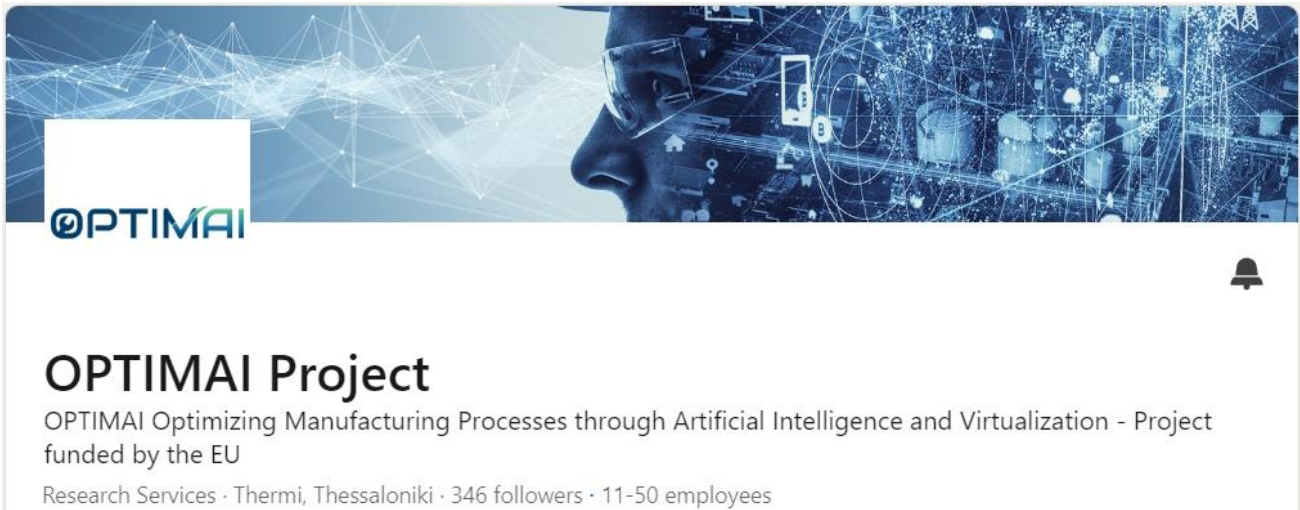 OPTIMAI
OPTIMAI Project
OPTIMAI Optimizing Manufacturing Processes through Artificial Intelligence and Virtualization - Project
funded by the EU
Research Services · Thermi, Thessaloniki · 346 followers · 11-50 employees